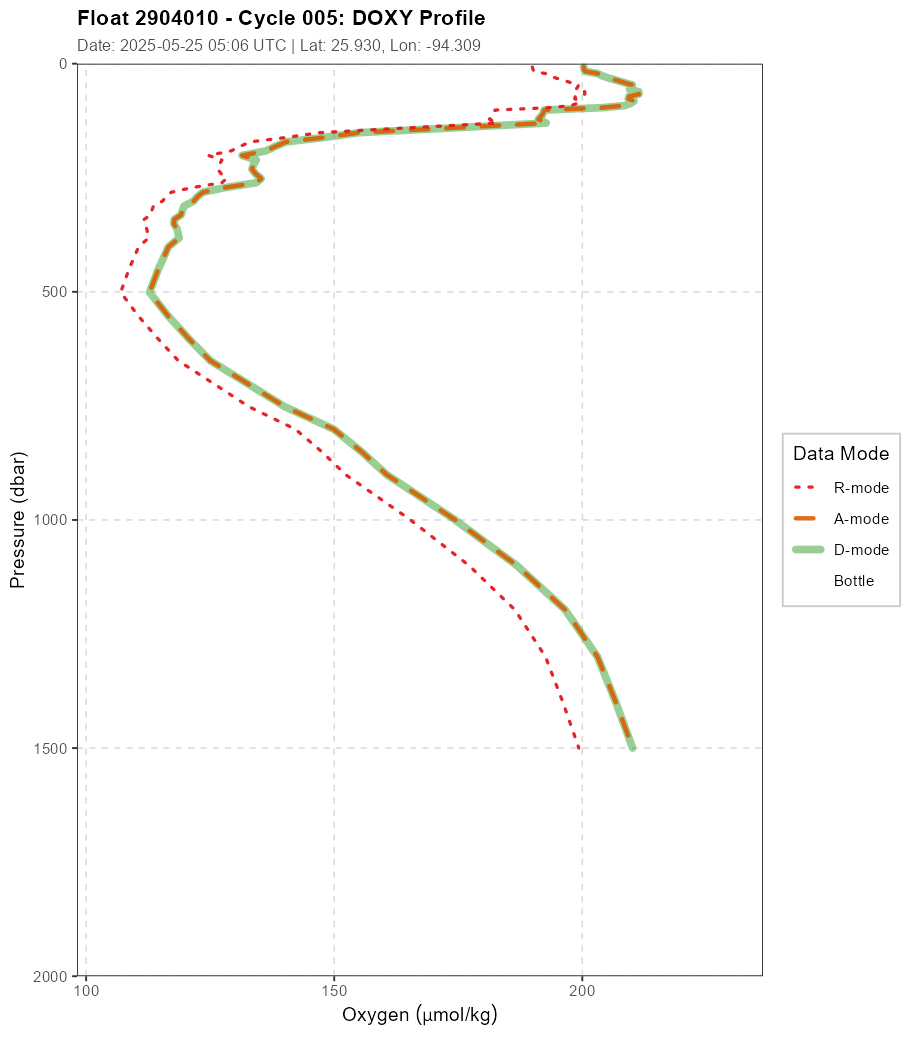 Float 2904010 - Cycle 005: DOXY Profile
Date: 2025-05-25 05:06 UTC | Lat: 25.930, Lon: -94.309
0
500
1000
1500
2000
Pressure (dbar)
100
150
200
Oxygen (μmol/kg)
Data Mode
R-mode
A-mode
D-mode
Bottle